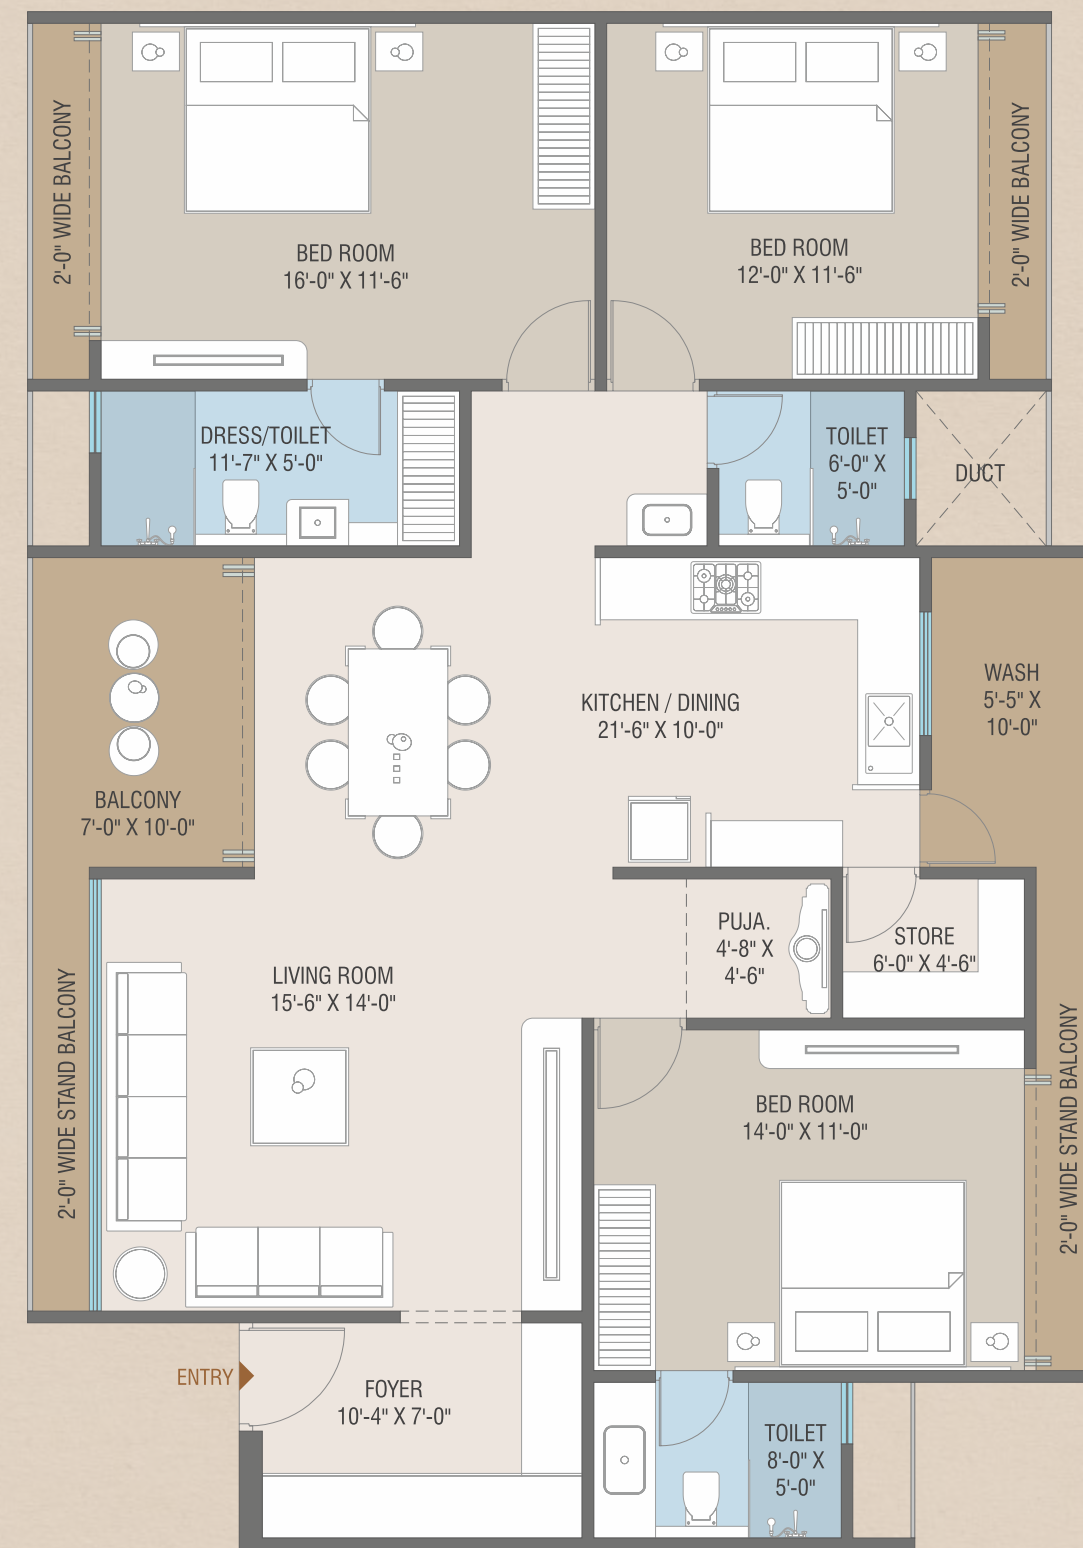 2'-0" WIDE BALCONY
BED ROOM
16'-0" X 11'-6"
BED ROOM
12'-0" X 11'-6"
2'-0" WIDE BALCONY
DRESS/TOILET
11'-7" X 5'-0"
TOILET
6'-0" X
5'-0"
DUCT
KITCHEN / DINING
21'-6" X 10'-0"
WASH
5'-5" X
10'-0"
BALCONY
7'-0" X 10'-0"
PUJA.
4'-8" X
4'-6"
STORE
6'-0" X 4'-6"
LIVING ROOM
15'-6" X 14'-0"
2'-0" WIDE STAND BALCONY
BED ROOM
14'-0" X 11'-0"
2'-0" WIDE STAND BALCONY
ENTRY
FOYER
10'-4" X 7'-0"
TOILET
8'-0" X
5'-0"